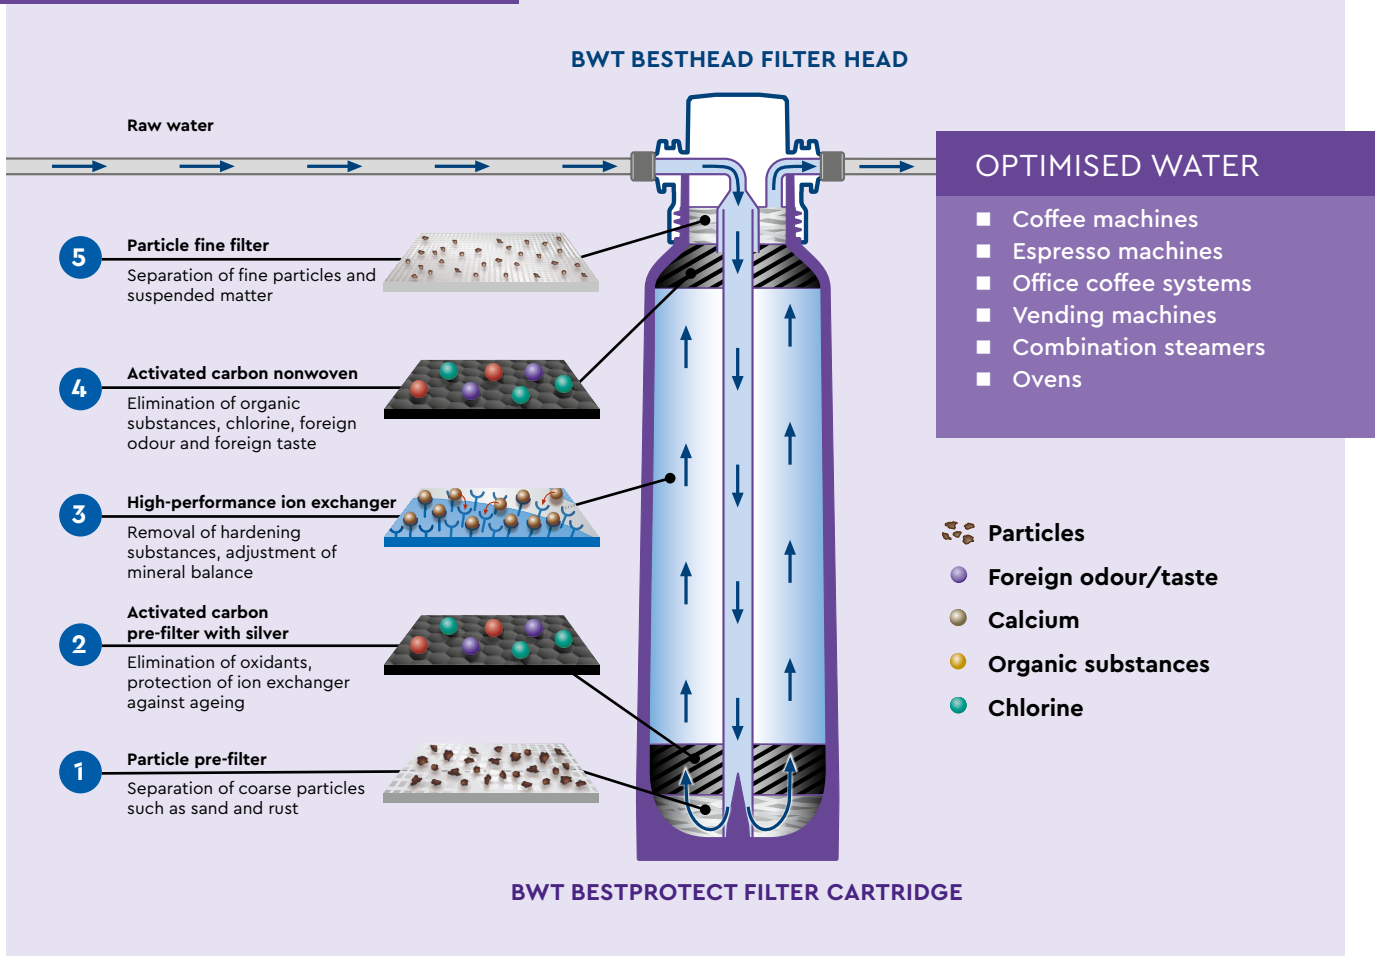 BWT BESTHEAD FILTER HEAD
Raw water
OPTIMISED WATER
Coffee machines
Espresso machines
Office coffee systems
Vending machines
Combination steamers
Ovens
5
Particle fine filter
Separation of fine particles and
suspended matter
4
Activated carbon nonwoven
Elimination of organic
substances, chlorine, foreign
odour and foreign taste
3
High-performance ion exchanger
Removal of hardening
substances, adjustment of
mineral balance
2
Activated carbon
pre-filter with silver
Elimination of oxidants,
protection of ion exchanger
against ageing
1
Particle pre-filter
Separation of coarse particles
such as sand and rust
Particles
Foreign odour/taste
Calcium
Organic substances
Chlorine
BWT BESTPROTECT FILTER CARTRIDGE